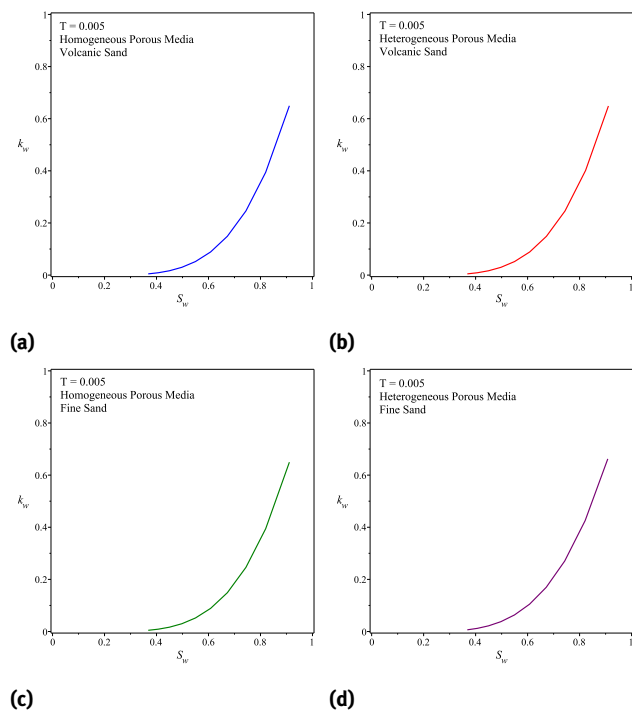 T = 0.005
Homogeneous Porous Media
Volcanic Sand
1
0.8
0.6
k_w
0.4
0.2
0
0 0.2 0.4 0.6 0.8 1
S_w
(a)
T = 0.005
Heterogeneous Porous Media
Volcanic Sand
1
0.8
0.6
k_w
0.4
0.2
0
0 0.2 0.4 0.6 0.8 1
S_w
(b)
T = 0.005
Homogeneous Porous Media
Fine Sand
1
0.8
0.6
k_w
0.4
0.2
0
0 0.2 0.4 0.6 0.8 1
S_w
(c)
T = 0.005
Heterogeneous Porous Media
Fine Sand
1
0.8
0.6
k_w
0.4
0.2
0
0 0.2 0.4 0.6 0.8 1
S_w
(d)